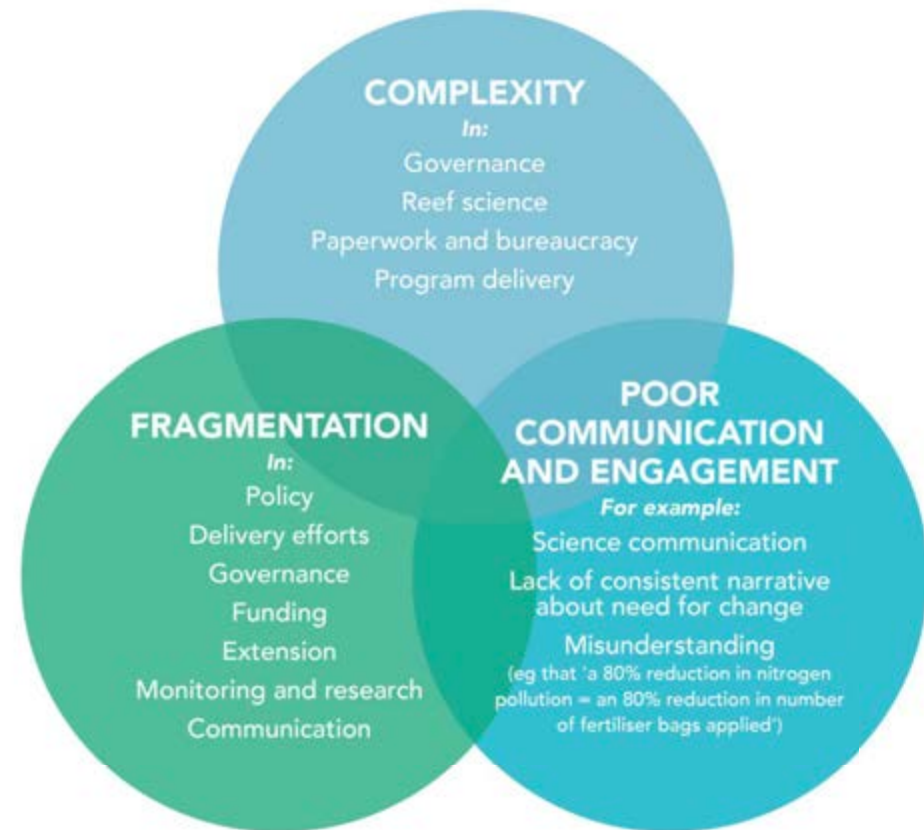 COMPLEXITY
In:
Governance
Reef science
Paperwork and bureaucracy
Program delivery
FRAGMENTATION
In:
Policy
Delivery efforts
Governance
Funding
Extension
Monitoring and research
Communication
POOR
COMMUNICATION
AND ENGAGEMENT
For example:
Science communication
Lack of consistent narrative
about need for change
Misunderstanding
(eg that ‘a 80% reduction in nitrogen
pollution = an 80% reduction in number
of fertiliser bags applied’)